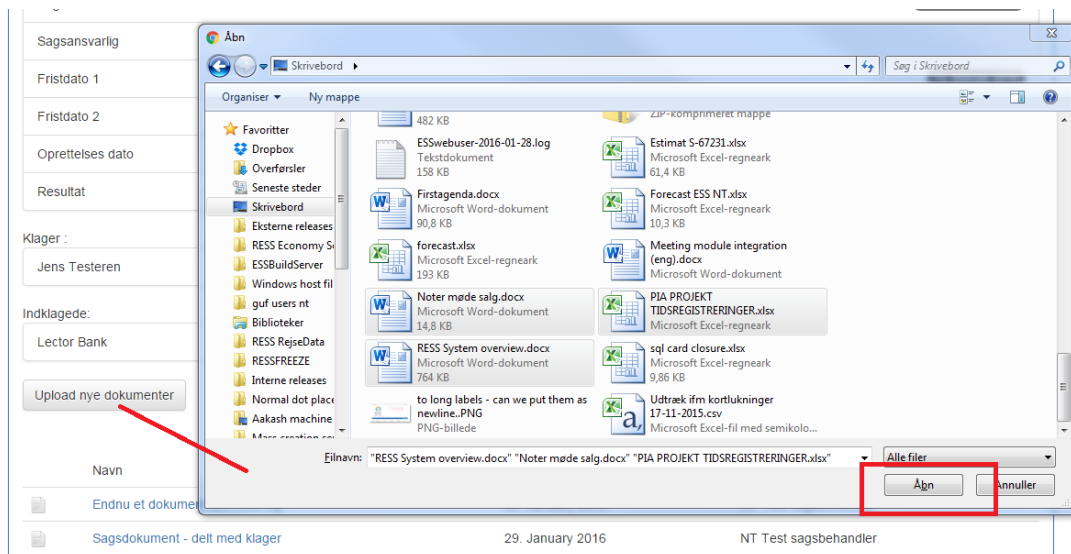 Sagsansvarlig
Fristdato 1
Fristdato 2
Oprettelses dato
Resultat
Klager :
Jens Testeren
Indklagede:
Lector Bank
Upload nye dokumenter
Navn
Endnu et dokume
Sagsdokument - delt med klager 29. January 2016 NT Test sagsbehandler
Åbn
Skrivebord
Søg i Skrivebord
Organiser Ny mappe
Favoritter
Dropbox
Overførsler
Seneste steder
Skrivebord
Eksterne releases
RESS Economy S
ESSBuildServer
Windows host fil
guf users nt
Biblioteker
RESS RejseData
RESSFREEZE
Interne releases
Normal dot place
Aakash machine
482 KB
ZIP-komprimeret mappe
ESSwebuser-2016-01-28.log
Tekstdokument
158 KB
Estimat S-67231.xlsx
Microsoft Excel-regneark
61,4 KB
Firstagenda.docx
Microsoft Word-dokument
90,8 KB
Forecast ESS NT.xlsx
Microsoft Excel-regneark
10,3 KB
forecast.xlsx
Microsoft Excel-regneark
193 KB
Meeting module integration
(eng).docx
Microsoft Word-dokument
Noter møde salg.docx
Microsoft Word-dokument
14,8 KB
PIA PROJEKT
TIDSREGISTRERINGER.xlsx
Microsoft Excel-regneark
RESS System overview.docx
Microsoft Word-dokument
764 KB
sql card closure.xlsx
Microsoft Excel-regneark
9,86 KB
to long labels - can we put them as
newline..PNG
PNG-billede
Udtræk ifm kortlukninger
17-11-2015.csv
Microsoft Excel-fil med semikolo...
Filnavn: "RESS System overview.docx" "Noter møde salg.docx" "PIA PROJEKT TIDSREGISTRERINGER.xlsx"
Alle filer
Åbn
Annuller